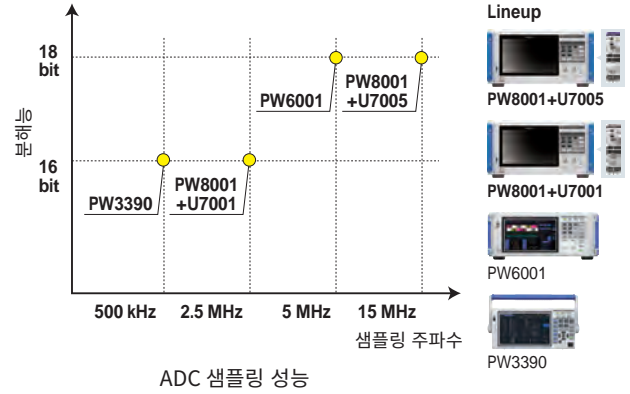 18
bit
16
bit
분해능
PW3390
PW8001
+U7001
PW6001
PW8001
+U7005
500 kHz
2.5 MHz
5 MHz
15 MHz
샘플링 주파수
ADC 샘플링 성능
Lineup
PW8001+U7005
PW8001+U7001
PW6001
PW3390